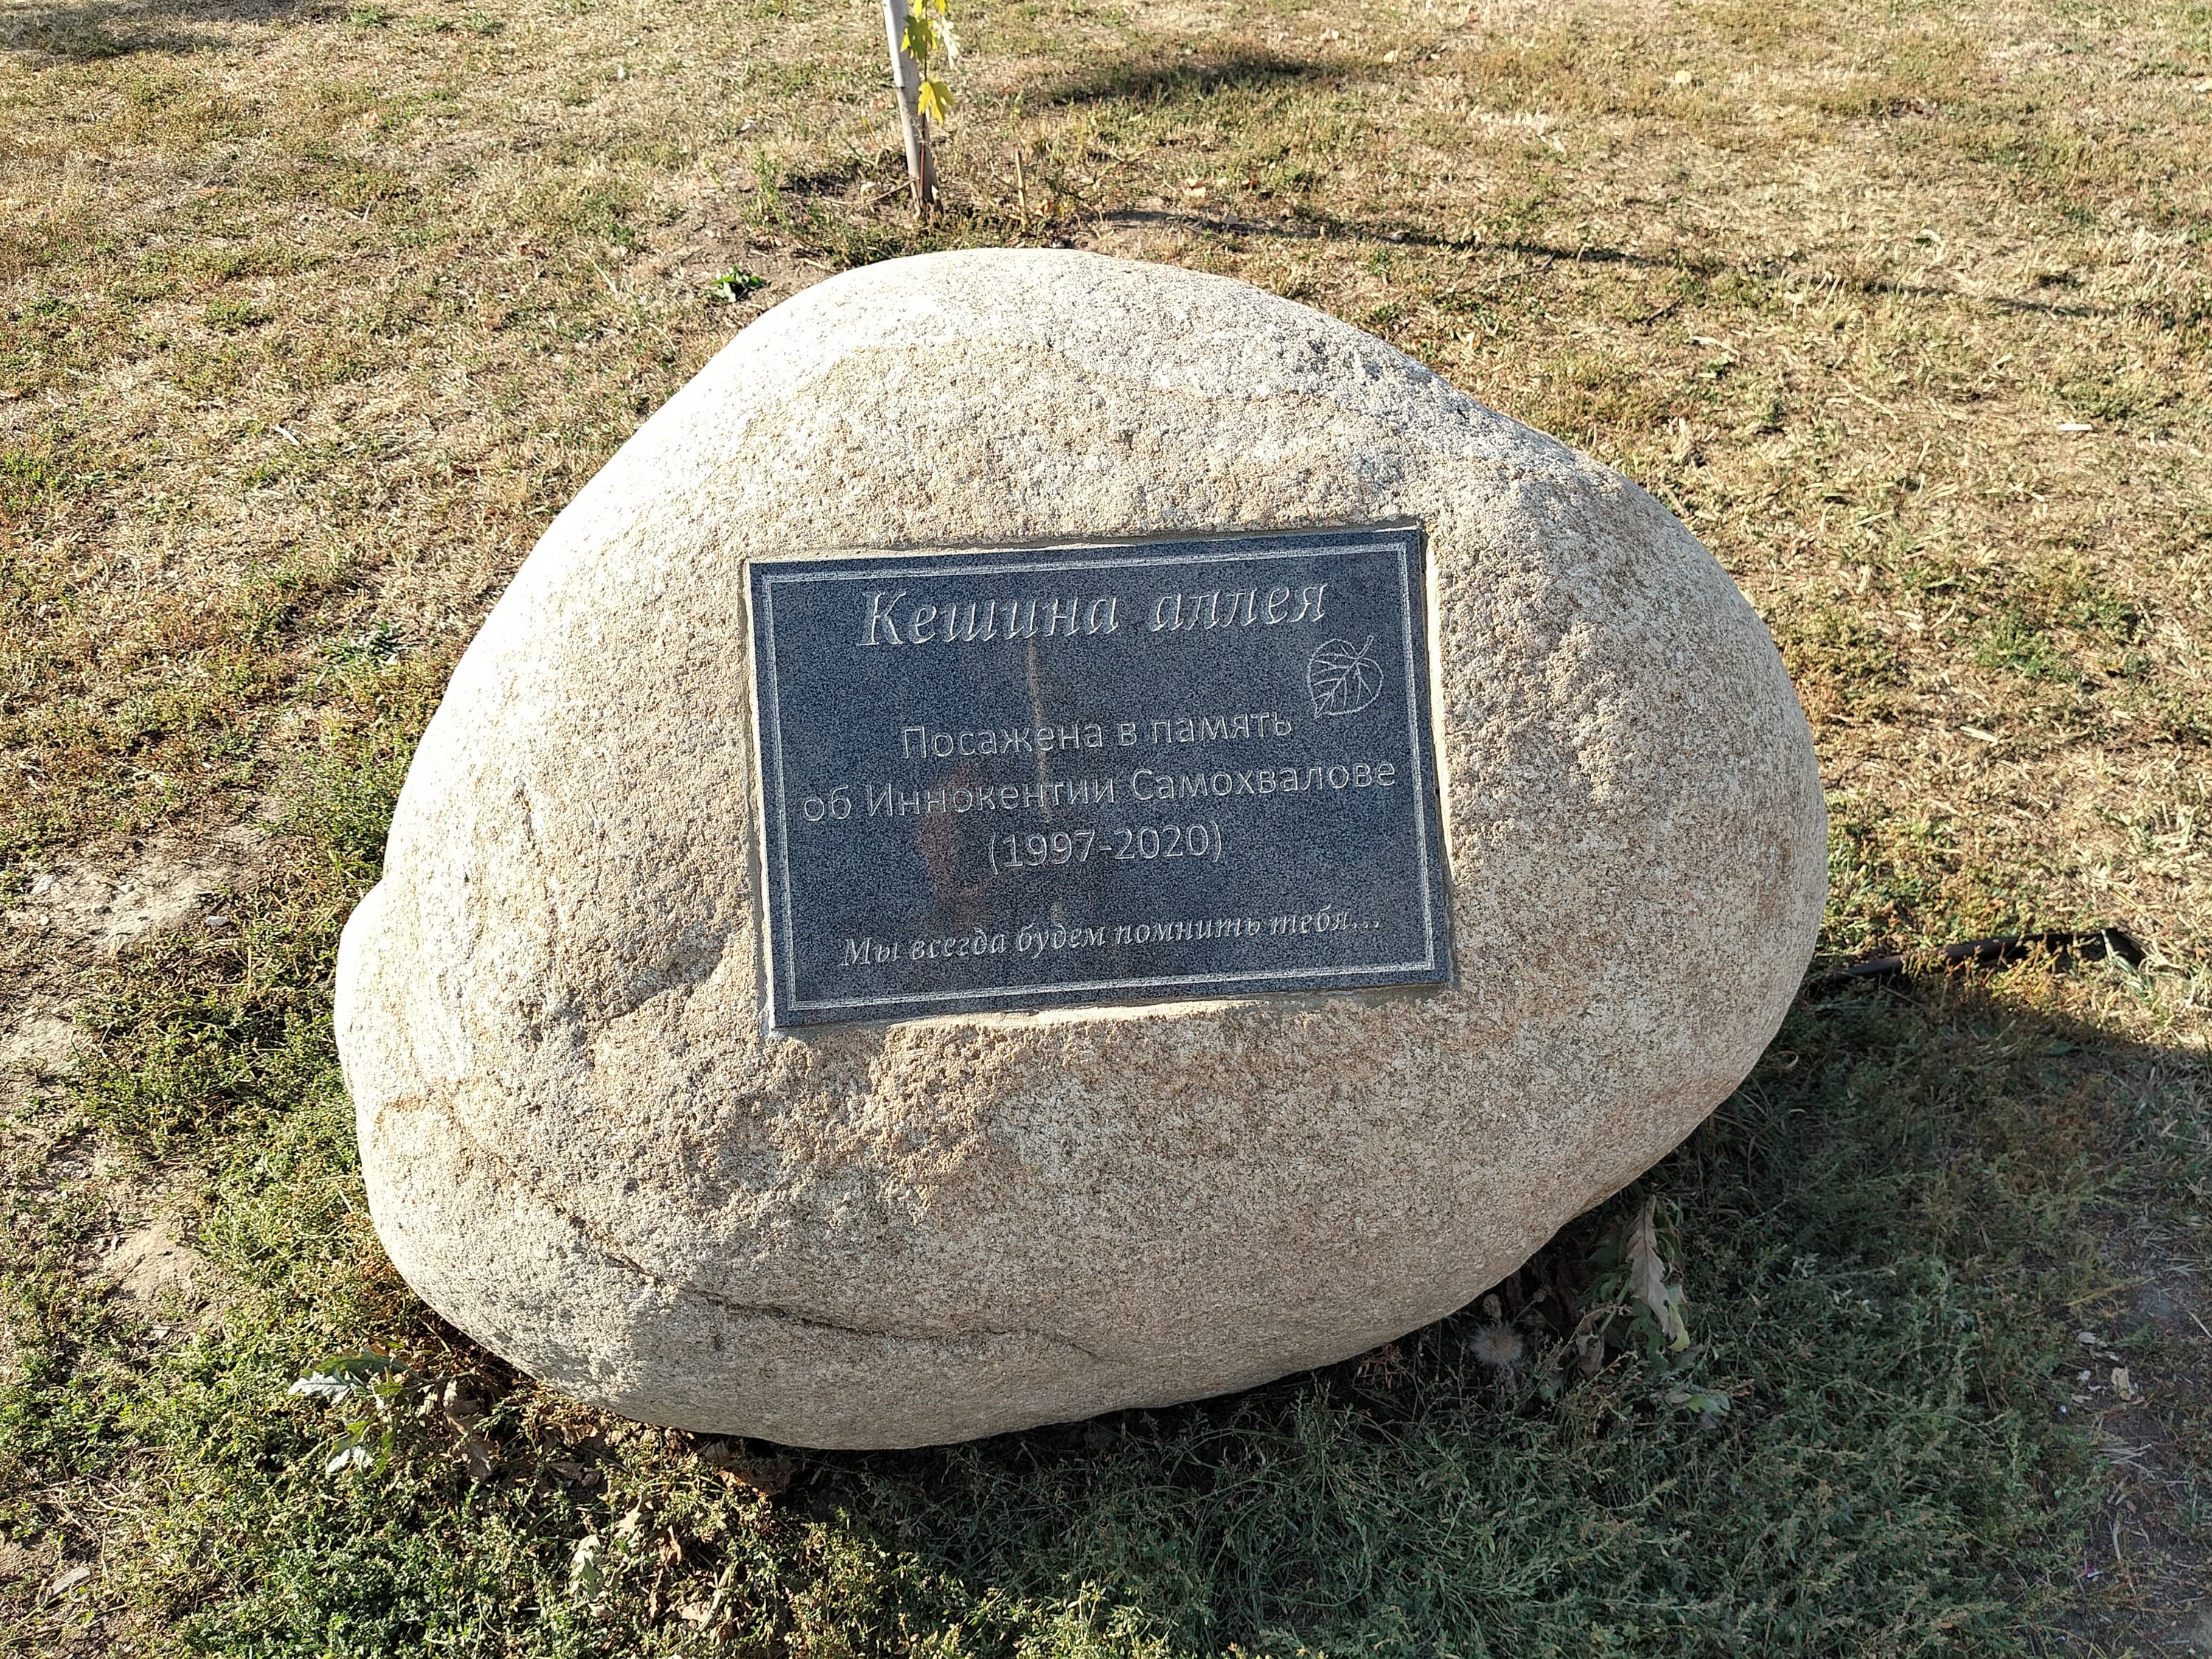 Кешина аллея
Посажена в память
об Иннокентии Самохвалове
(1997-2020)
Мы всегда будем помнить тебя...